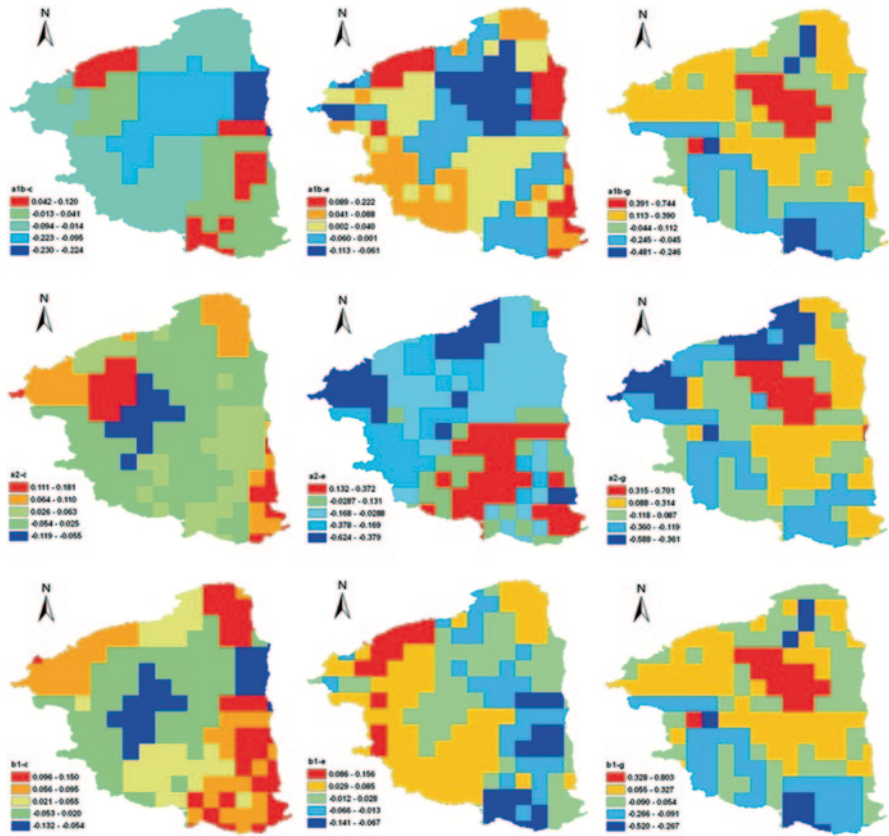 N
N
N
a1b-c
0.042 - 0.120
-0.013 - 0.041
-0.094 - -0.014
-0.223 - -0.095
-0.230 - -0.224
a1b-e
0.089 - 0.222
0.041 - 0.088
0.002 - 0.040
-0.060 - 0.001
-0.113 - -0.061
a1b-g
0.391 - 0.744
0.113 - 0.390
-0.044 - 0.112
-0.245 - -0.045
-0.481 - -0.246
N
N
N
a2-c
0.111 - 0.181
0.064 - 0.110
0.026 - 0.063
-0.054 - 0.025
-0.119 - -0.055
a2-e
0.132 - 0.372
-0.0287 - 0.131
-0.168 - -0.0288
-0.378 - -0.169
-0.624 - -0.379
a2-g
0.315 - 0.701
0.088 - 0.314
-0.118 - 0.087
-0.360 - -0.119
-0.588 - -0.361
N
N
N
b1-c
0.096 - 0.150
0.056 - 0.095
0.021 - 0.055
-0.053 - 0.020
-0.132 - -0.054
b1-e
0.086 - 0.156
0.029 - 0.085
-0.012 - 0.028
-0.066 - -0.013
-0.141 - -0.067
b1-g
0.328 - 0.803
0.055 - 0.327
-0.090 - 0.054
-0.266 - -0.091
-0.520 - -0.267